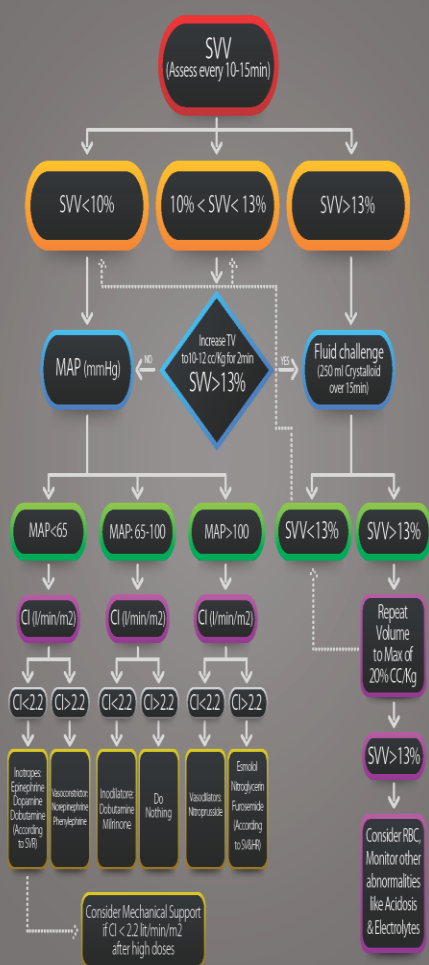 SVV
(Assess every 10-15min)
SVV<10%
10% < SVV< 13%
SVV>13%
MAP (mmHg)
NO
Increase TV
to10-12 cc/Kg for 2min
SVV>13%
YES
Fluid challenge
(250 ml Crystalloid
over 15min)
MAP<65
MAP: 65-100
MAP>100
SVV<13%
SVV>13%
CI (l/min/m2)
CI (l/min/m2)
CI (l/min/m2)
Repeat
Volume
to Max of
20% CC/Kg
CI<2.2
CI>2.2
CI<2.2
CI>2.2
CI<2.2
CI>2.2
SVV>13%
Inotropes:
Epinephrine
Dopamine
Dobutamine
(According
to SVR)
Vasoconstrictor:
Norepinephrine
Phenylephrine
Inodilatore:
Dobutamine
Milrinone
Do
Nothing
Vasodilators:
Nitroprusside
Esmolol
Nitroglycerin
Furosemide
(According
to SV&HR)
Consider RBC,
Monitor other
abnormalities
like Acidosis
& Electrolytes
Consider Mechanical Support
if CI < 2.2 lit/min/m2
after high doses